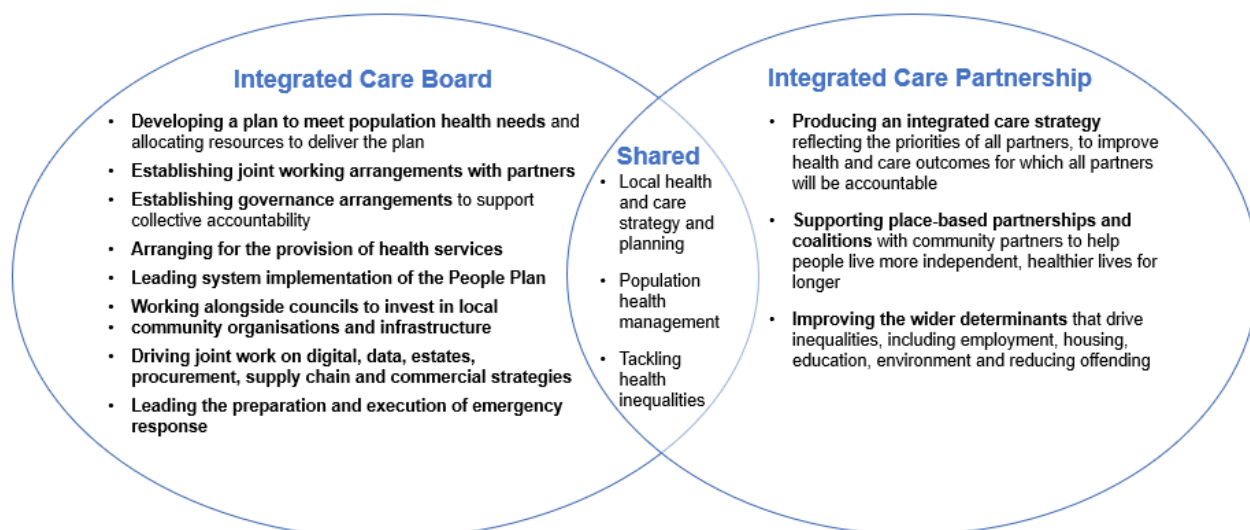 Integrated Care Board
• Developing a plan to meet population health needs and
allocating resources to deliver the plan
• Establishing joint working arrangements with partners
• Establishing governance arrangements to support
collective accountability
• Arranging for the provision of health services
• Leading system implementation of the People Plan
• Working alongside councils to invest in local
• community organisations and infrastructure
• Driving joint work on digital, data, estates,
procurement, supply chain and commercial strategies
• Leading the preparation and execution of emergency
response
Shared
• Local health
and care
strategy and
planning
• Population
health
management
• Tackling
health
inequalities
Integrated Care Partnership
• Producing an integrated care strategy
reflecting the priorities of all partners, to improve
health and care outcomes for which all partners
will be accountable
• Supporting place-based partnerships and
coalitions with community partners to help
people live more independent, healthier lives for
longer
• Improving the wider determinants that drive
inequalities, including employment, housing,
education, environment and reducing offending